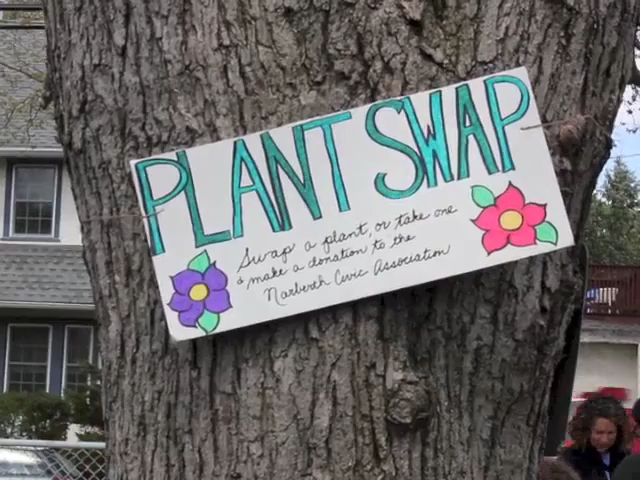 PLANT SWAP
Swap a plant, or take one
& make a donation to the
Narberth Civic Association